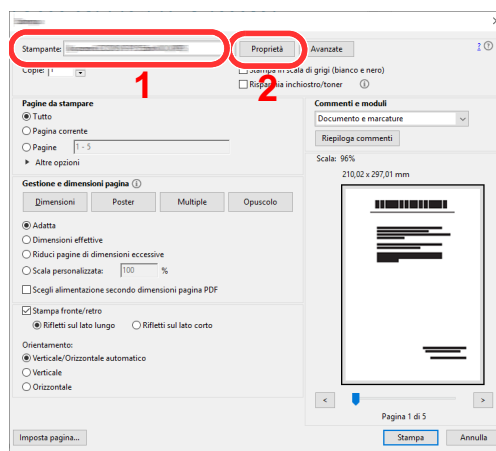 Stampante:
Proprietà
Avanzate
?
Copie: 1
Stampa in scala di grigi (bianco e nero)
Risparmia inchiostro/toner
1
2
Pagine da stampare
Tutto
Pagina corrente
Pagine 1 - 5
Altre opzioni
Commenti e moduli
Documento e marcature
Riepiloga commenti
Scala: 96%
210,02 x 297,01 mm
Gestione e dimensioni pagina
Dimensioni Poster Multiple Opuscolo
Adatta
Dimensioni effettive
Riduci pagine di dimensioni eccessive
Scala personalizzata: 100 %
Scegli alimentazione secondo dimensioni pagina PDF
Stampa fronte/retro
Rifletti sul lato lungo Rifletti sul lato corto
Orientamento:
Verticale/Orizzontale automatico
Verticale
Orizzontale
< >
Pagina 1 di 5
Imposta pagina... Stampa Annulla